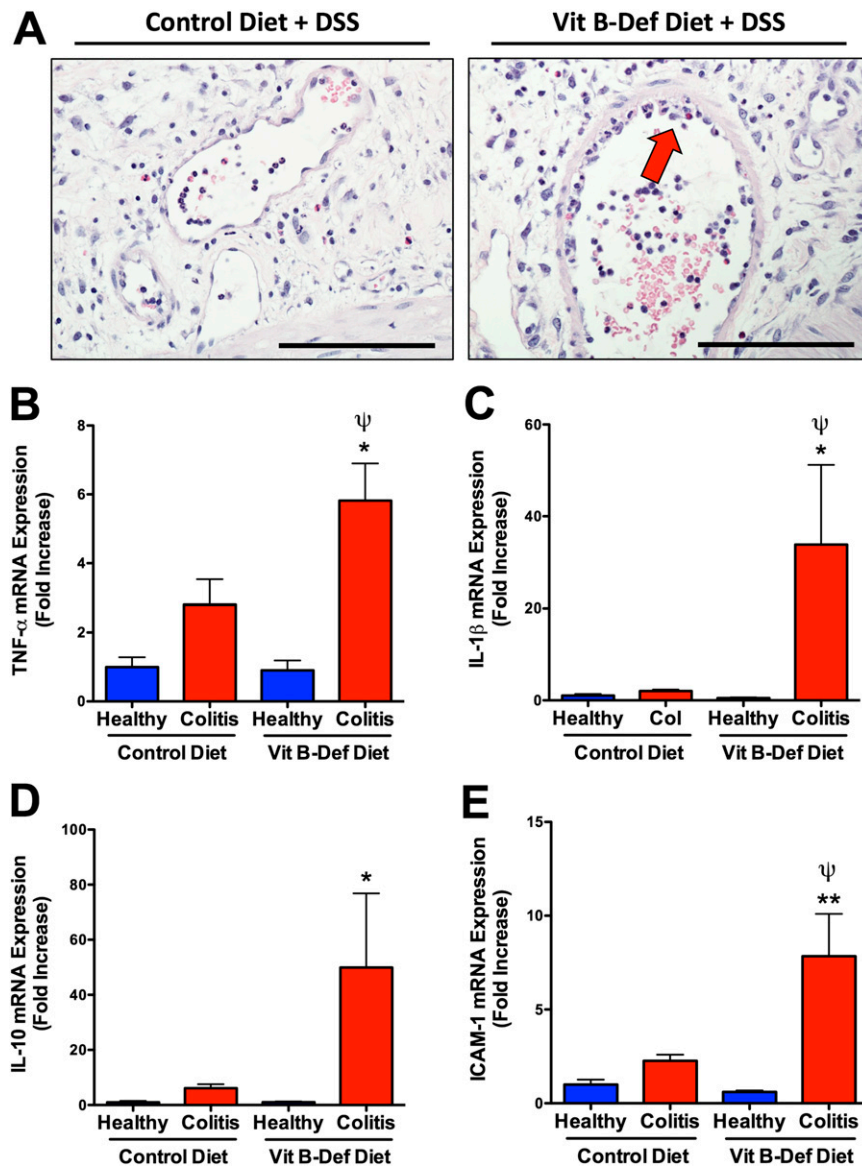 A
Control Diet + DSS
Vit B-Def Diet + DSS
B
TNF-α mRNA Expression
(Fold Increase)
8
6
4
2
0
ψ
*
Healthy Colitis Healthy Colitis
Control Diet Vit B-Def Diet
C
IL-1β mRNA Expression
(Fold Increase)
60
40
20
0
ψ
*
Healthy Col Healthy Colitis
Control Diet Vit B-Def Diet
D
IL-10 mRNA Expression
(Fold Increase)
100
80
60
40
20
0
*
Healthy Colitis Healthy Colitis
Control Diet Vit B-Def Diet
E
ICAM-1 mRNA Expression
(Fold Increase)
15
10
5
0
ψ
**
Healthy Colitis Healthy Colitis
Control Diet Vit B-Def Diet